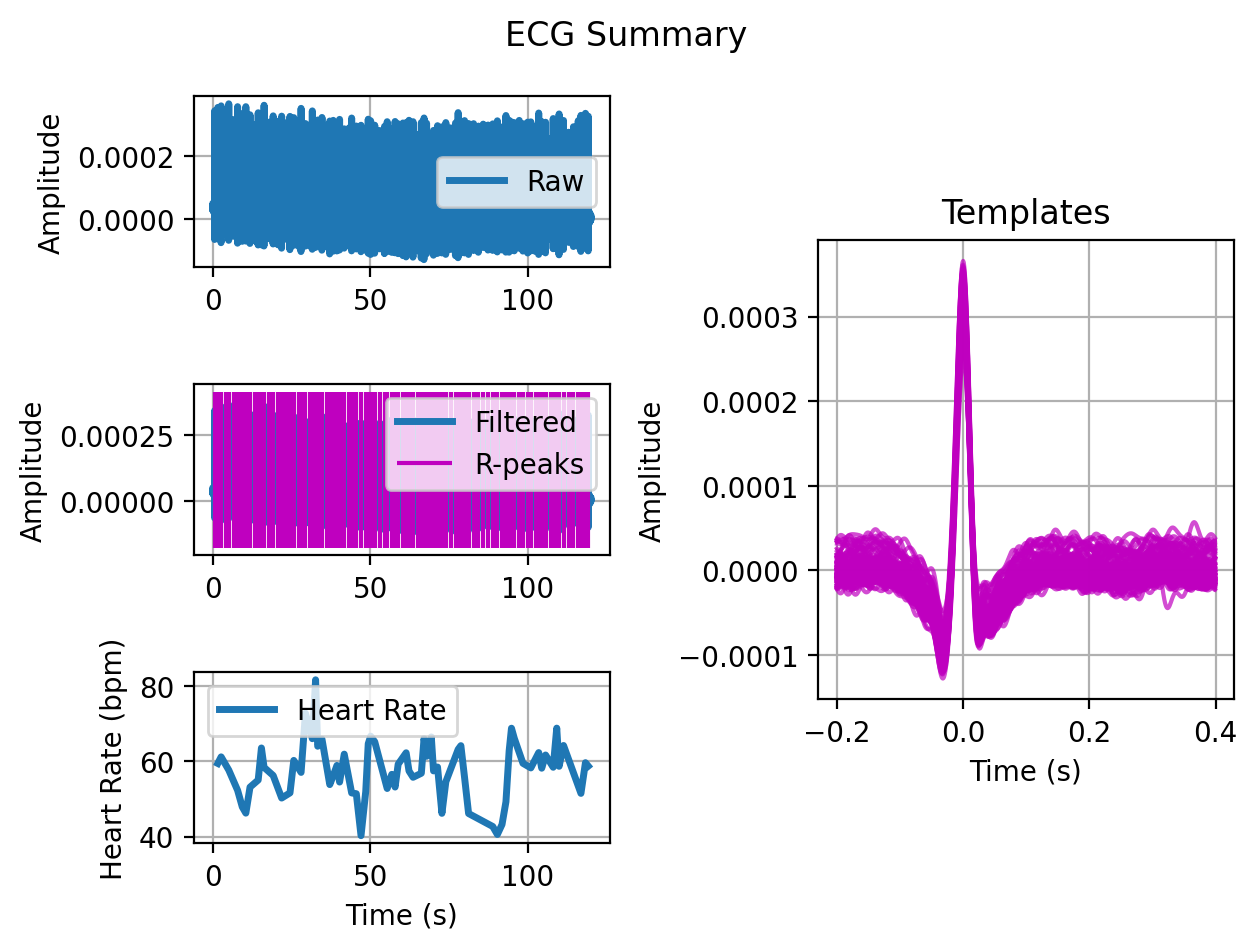 ECG Summary
Amplitude
0.0002
0.0000
Raw
0
50
100
Amplitude
0.00025
0.00000
Filtered
R-peaks
0
50
100
Heart Rate (bpm)
80
60
40
Heart Rate
0
50
100
Time (s)
Templates
Amplitude
0.0003
0.0002
0.0001
0.0000
−0.0001
−0.2
0.0
0.2
0.4
Time (s)